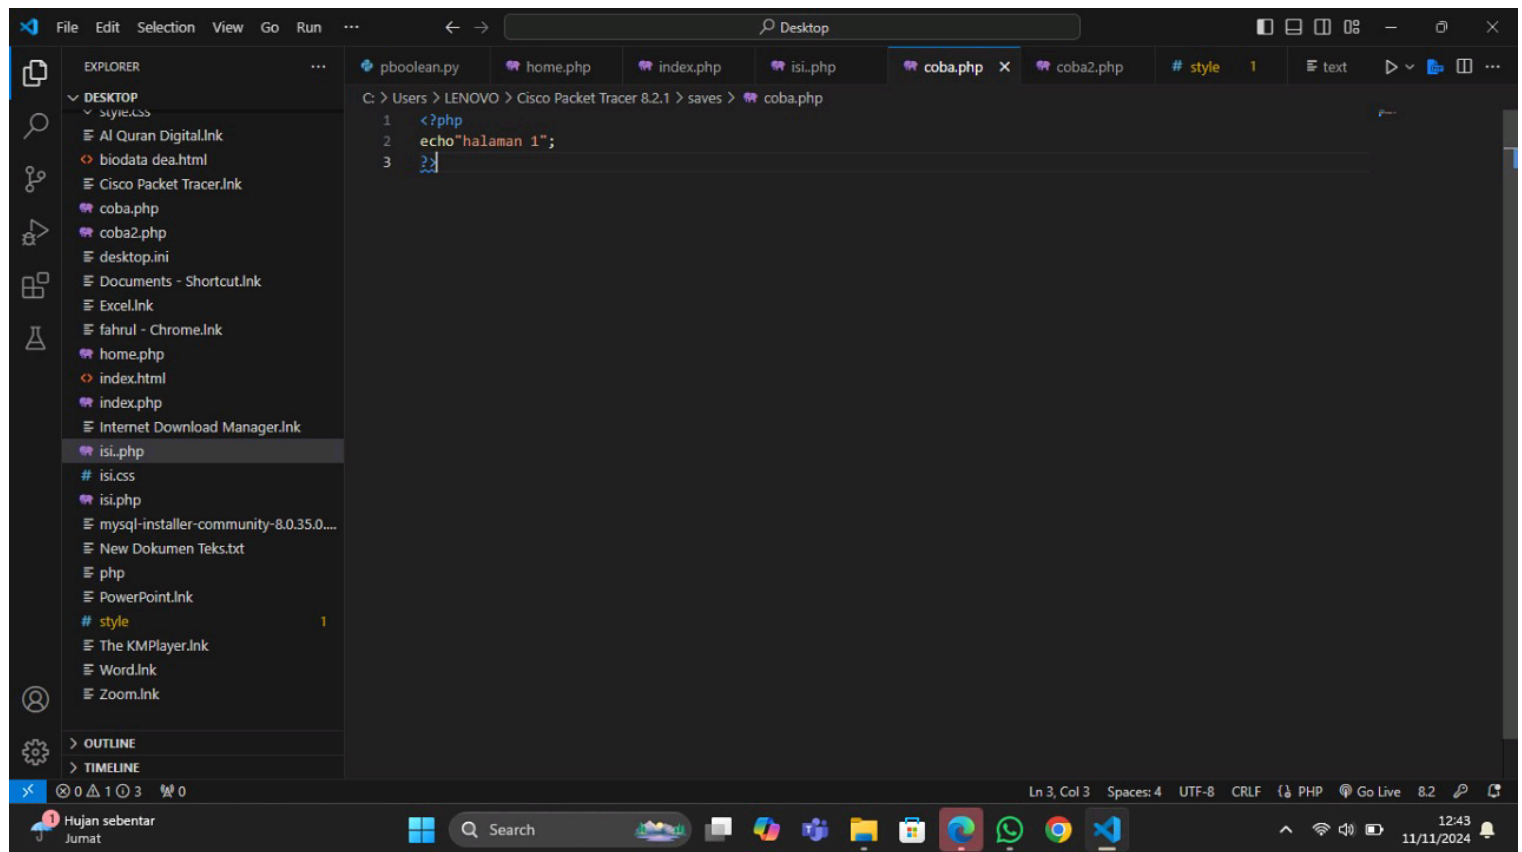 File Edit Selection View Go Run ··· Desktop
EXPLORER ···
pboolean.py home.php index.php isi..php coba.php coba2.php # style 1 text ···
DESKTOP
C: > Users > LENOVO > Cisco Packet Tracer 8.2.1 > saves > coba.php
style.css
Al Quran Digital.lnk
biodata dea.html
Cisco Packet Tracer.lnk
coba.php
coba2.php
desktop.ini
Documents - Shortcut.lnk
Excel.lnk
fahrul - Chrome.lnk
home.php
index.html
index.php
Internet Download Manager.lnk
isi..php
# isi.css
isi.php
mysql-installer-community-8.0.35.0....
New Dokumen Teks.txt
php
PowerPoint.lnk
# style 1
The KMPlayer.lnk
Word.lnk
Zoom.lnk
OUTLINE
TIMELINE
1 <?php
2 echo"halaman 1";
3 ?>
0 1 3 0 Ln 3, Col 3 Spaces: 4 UTF-8 CRLF PHP Go Live 8.2
1 Hujan sebentar
Jumat
Search
12:43
11/11/2024